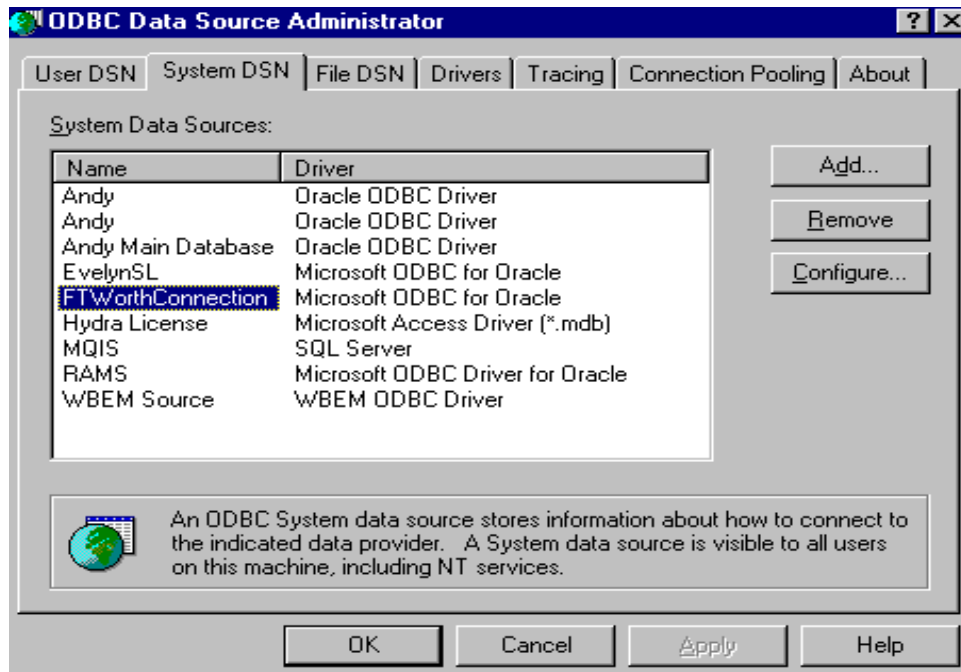 ODBC Data Source Administrator
User DSN System DSN File DSN Drivers Tracing Connection Pooling About
System Data Sources:
Name Driver
Andy Oracle ODBC Driver
Andy Oracle ODBC Driver
Andy Main Database Oracle ODBC Driver
EvelynSL Microsoft ODBC for Oracle
FTWorthConnection Microsoft ODBC for Oracle
Hydra License Microsoft Access Driver (*.mdb)
MQIS SQL Server
RAMS Microsoft ODBC Driver for Oracle
WBEM Source WBEM ODBC Driver
Add...
Remove
Configure...
An ODBC System data source stores information about how to connect to
the indicated data provider. A System data source is visible to all users
on this machine, including NT services.
OK Cancel Apply Help